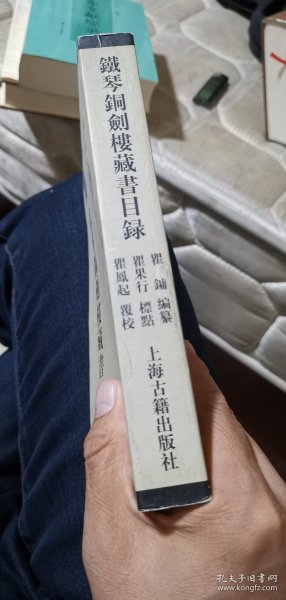 鐵琴銅劍樓藏書目録
瞿鏞 編纂
瞿果行 標點
瞿鳳起 覆校
上海古籍出版社
孔夫子旧书网
book.kongfz.com